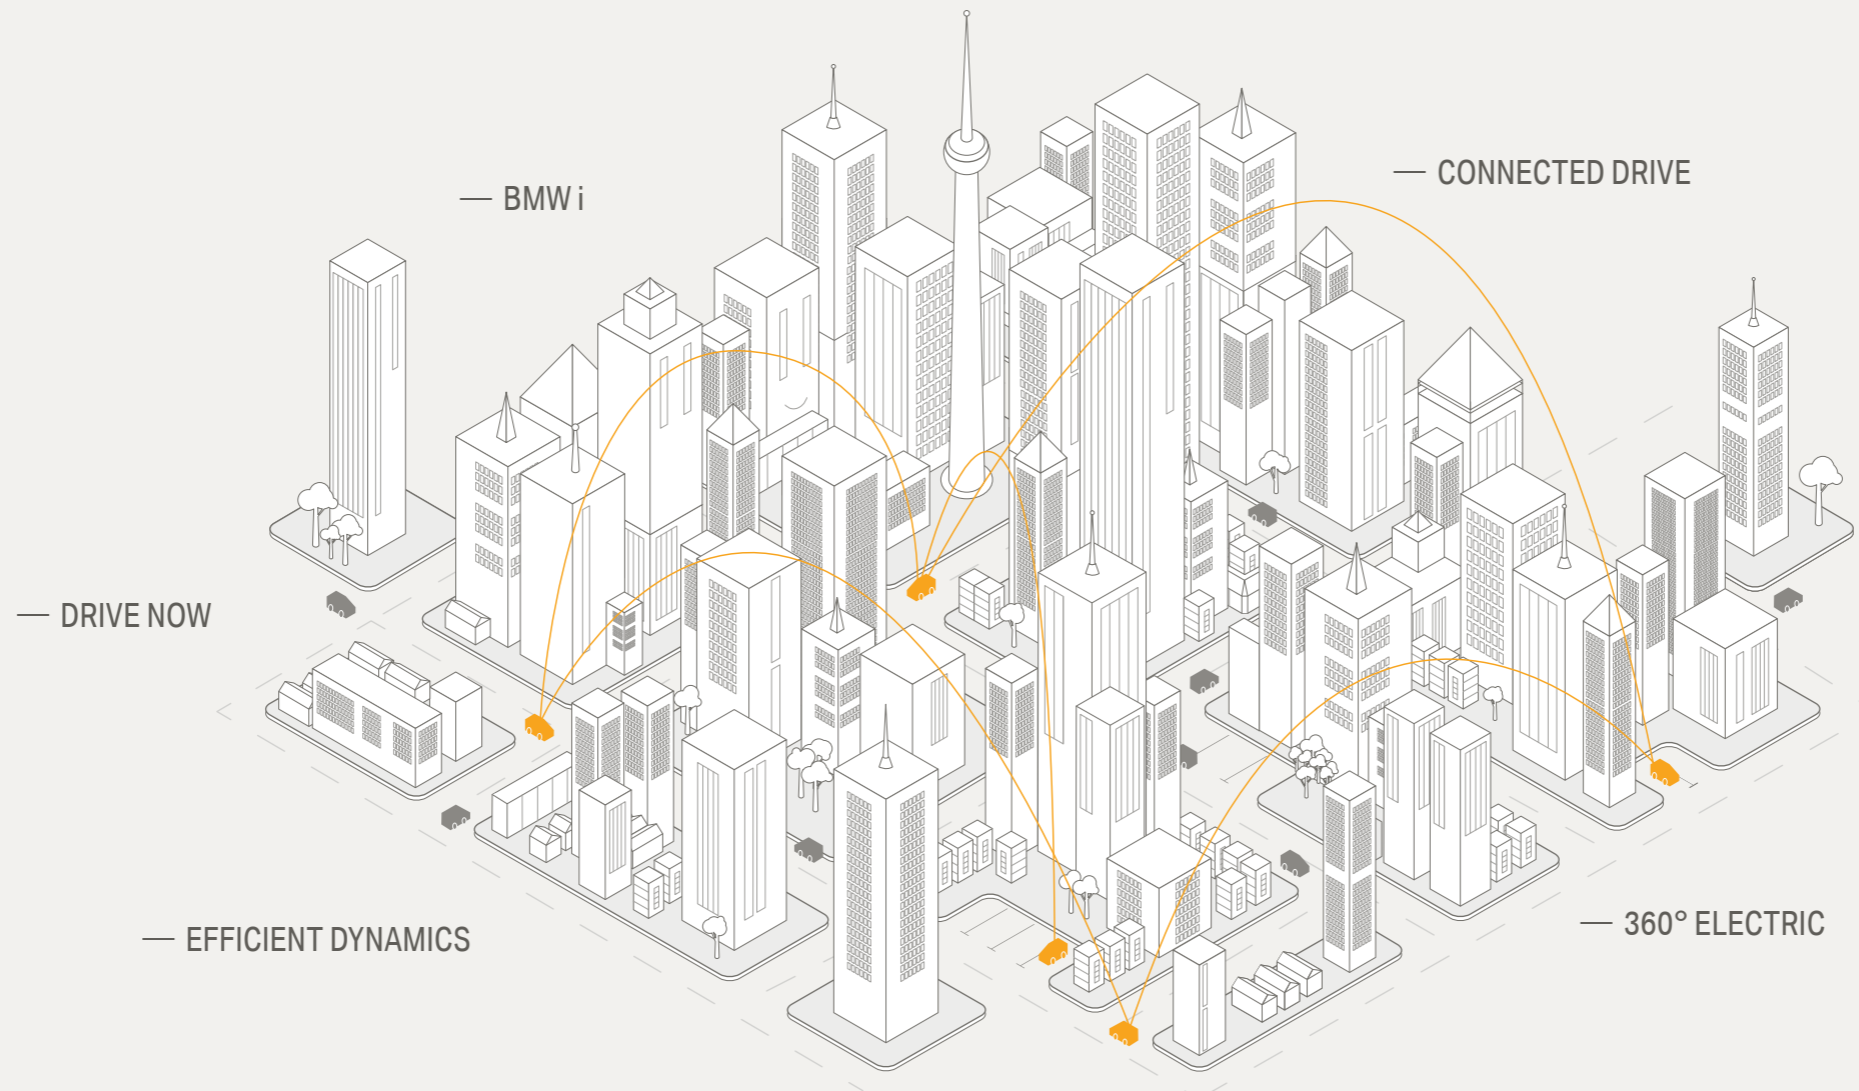 — CONNECTED DRIVE
— BMW i
— DRIVE NOW
— 360° ELECTRIC
— EFFICIENT DYNAMICS